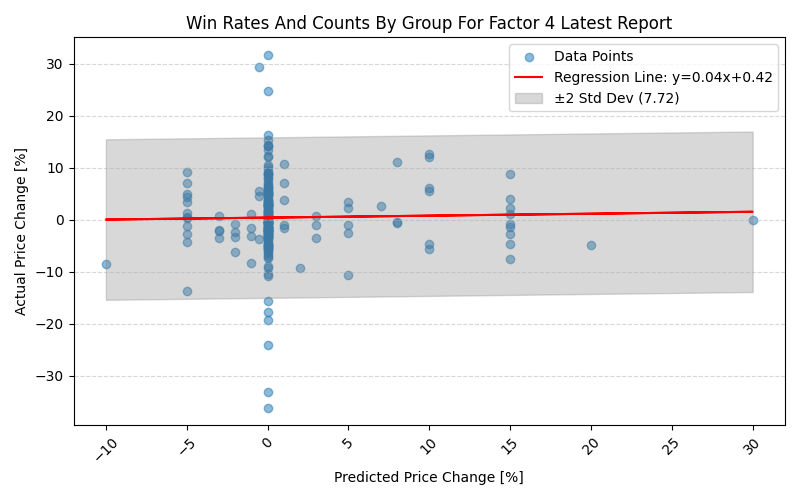 Win Rates And Counts By Group For Factor 4 Latest Report
Data Points
Regression Line: y=0.04x+0.42
±2 Std Dev (7.72)
Actual Price Change [%]
30
20
10
0
−10
−20
−30
−10
−5
0
5
10
15
20
25
30
Predicted Price Change [%]